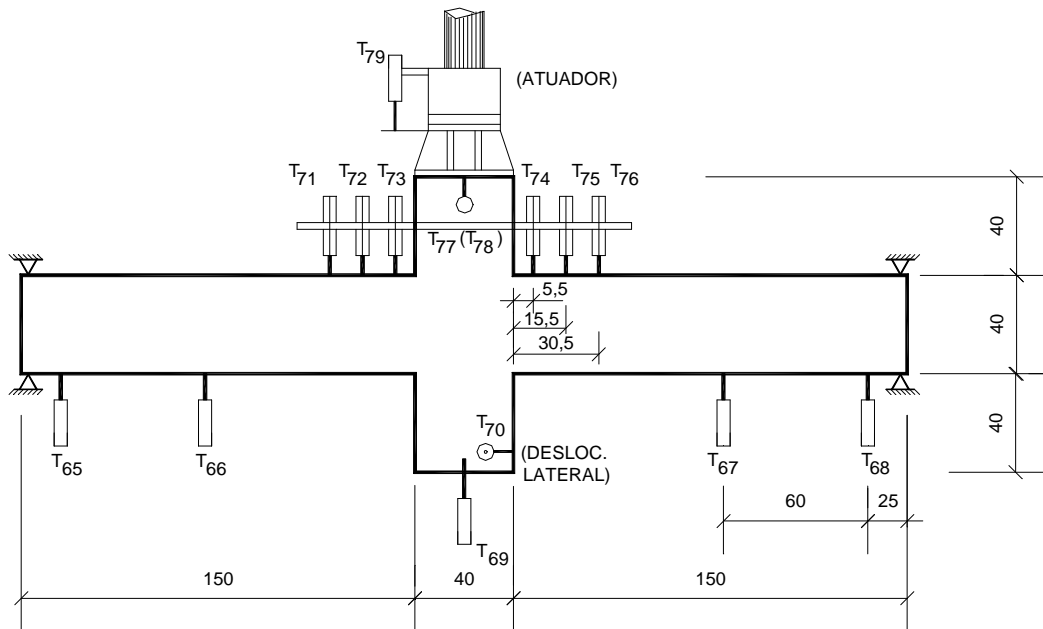 T79
(ATUADOR)
T71 T72 T73 T74 T75 T76
T77 (T78)
40
5,5
15,5
30,5
40
T70
(DESLOC.
LATERAL)
40
T65 T66 T67 T68
60 25
T69
150 40 150